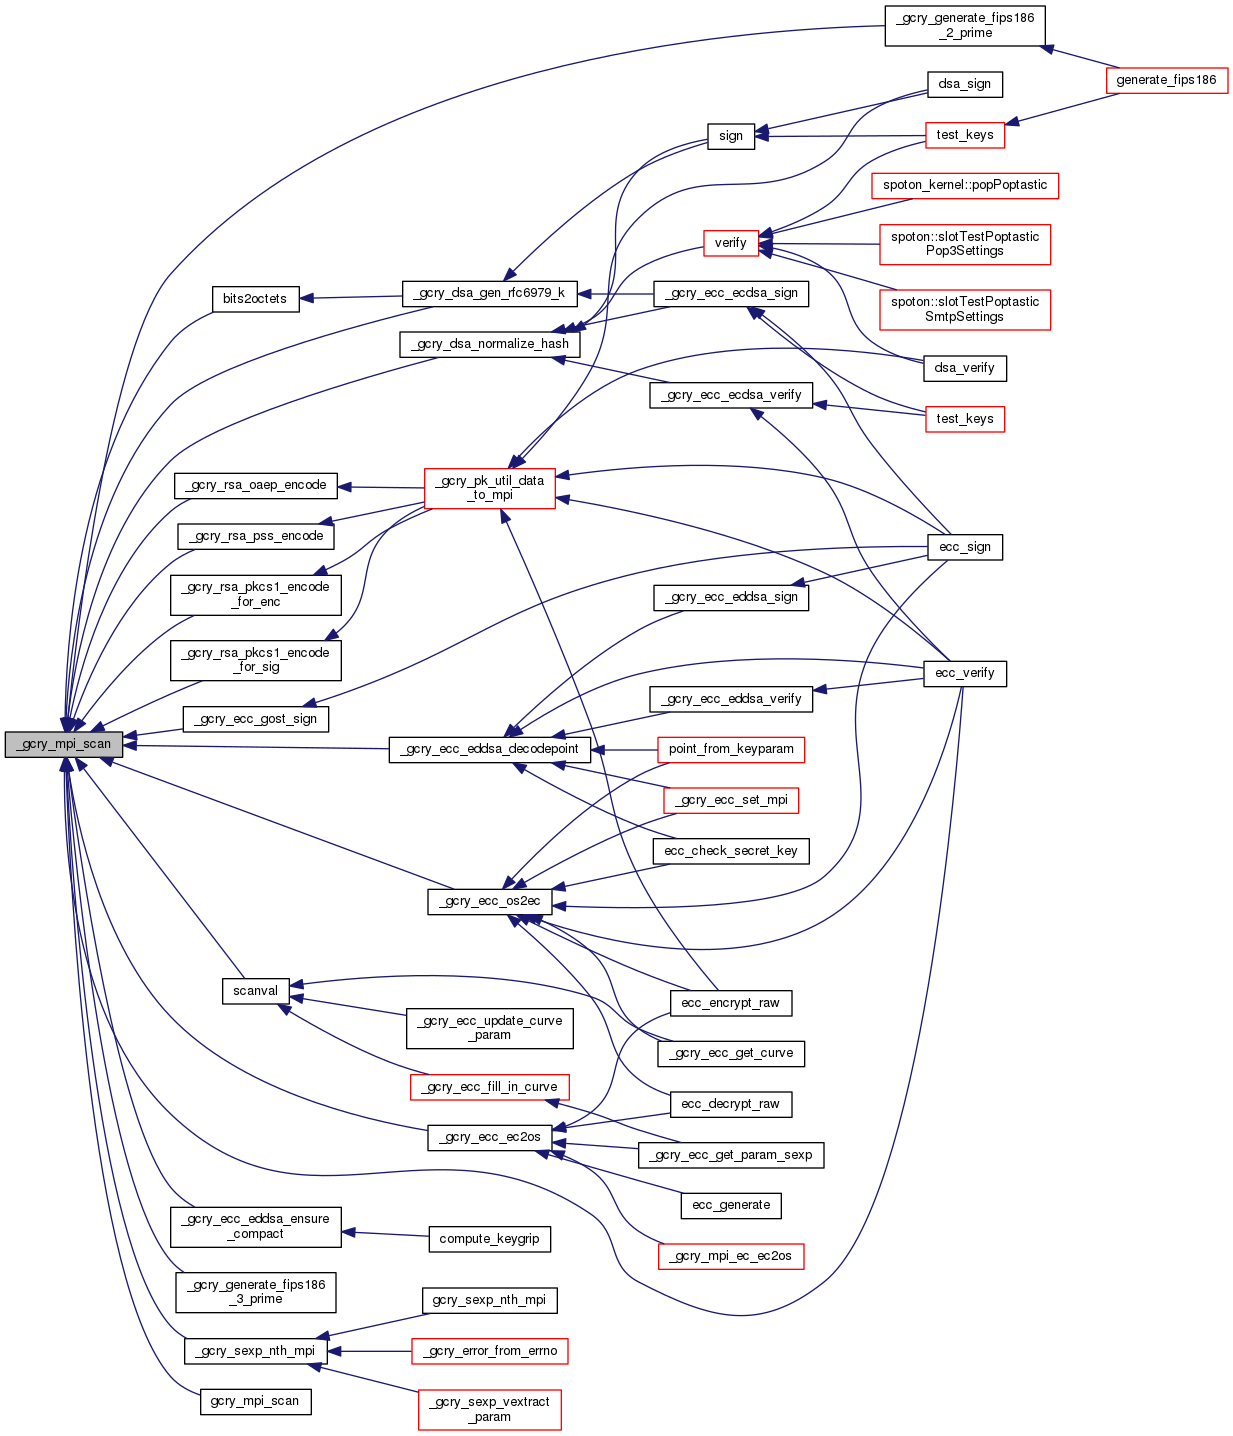 _gcry_generate_fips186
_2_prime
generate_fips186
dsa_sign
sign
test_keys
spoton_kernel::popPoptastic
verify
spoton::slotTestPoptastic
Pop3Settings
bits2octets
_gcry_dsa_gen_rfc6979_k
_gcry_ecc_ecdsa_sign
spoton::slotTestPoptastic
SmtpSettings
_gcry_dsa_normalize_hash
dsa_verify
_gcry_ecc_ecdsa_verify
test_keys
_gcry_rsa_oaep_encode
_gcry_pk_util_data
_to_mpi
_gcry_rsa_pss_encode
ecc_sign
_gcry_rsa_pkcs1_encode
_for_enc
_gcry_ecc_eddsa_sign
_gcry_rsa_pkcs1_encode
_for_sig
ecc_verify
_gcry_ecc_eddsa_verify
_gcry_ecc_gost_sign
_gcry_mpi_scan
_gcry_ecc_eddsa_decodepoint
point_from_keyparam
_gcry_ecc_set_mpi
ecc_check_secret_key
_gcry_ecc_os2ec
scanval
ecc_encrypt_raw
_gcry_ecc_update_curve
_param
_gcry_ecc_get_curve
_gcry_ecc_fill_in_curve
ecc_decrypt_raw
_gcry_ecc_ec2os
_gcry_ecc_get_param_sexp
ecc_generate
_gcry_ecc_eddsa_ensure
_compact
compute_keygrip
_gcry_mpi_ec_ec2os
_gcry_generate_fips186
_3_prime
gcry_sexp_nth_mpi
_gcry_sexp_nth_mpi
_gcry_error_from_errno
gcry_mpi_scan
_gcry_sexp_vextract
_param